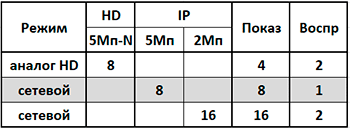 Режим HD IP Показ Воспр
5Мп-N 5Мп 2Мп
аналог HD 8 4 2
сетевой 8 8 1
сетевой 16 16 2